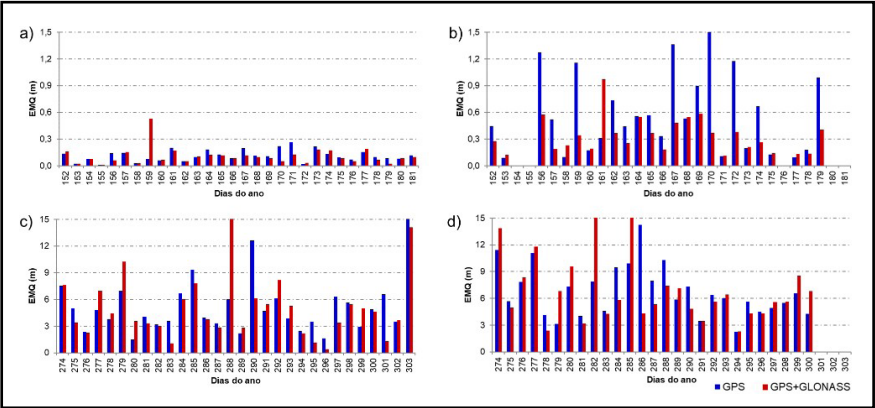 a)
EMQ (m)
1,5
1,2
0,9
0,6
0,3
0,0
152 153 154 155 156 157 158 159 160 161 162 163 164 165 166 167 168 169 170 171 172 173 174 175 176 177 178 179 180 181
Dias do ano
b)
EMQ (m)
1,5
1,2
0,9
0,6
0,3
0,0
152 153 154 155 156 157 158 159 160 161 162 163 164 165 166 167 168 169 170 171 172 173 174 175 176 177 178 179 180 181
Dias do ano
c)
EMQ (m)
15
12
9
6
3
0
274 275 276 277 278 279 280 281 282 283 284 285 286 287 288 289 290 291 292 293 294 295 296 297 298 299 300 301 302 303
Dias do ano
d)
EMQ (m)
15
12
9
6
3
0
274 275 276 277 278 279 280 281 282 283 284 285 286 287 288 289 290 291 292 293 294 295 296 297 298 299 300 301 302 303
Dias do ano
GPS
GPS+GLONASS